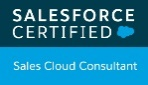 SALESFORCE
CERTIFIED
Sales Cloud Consultant